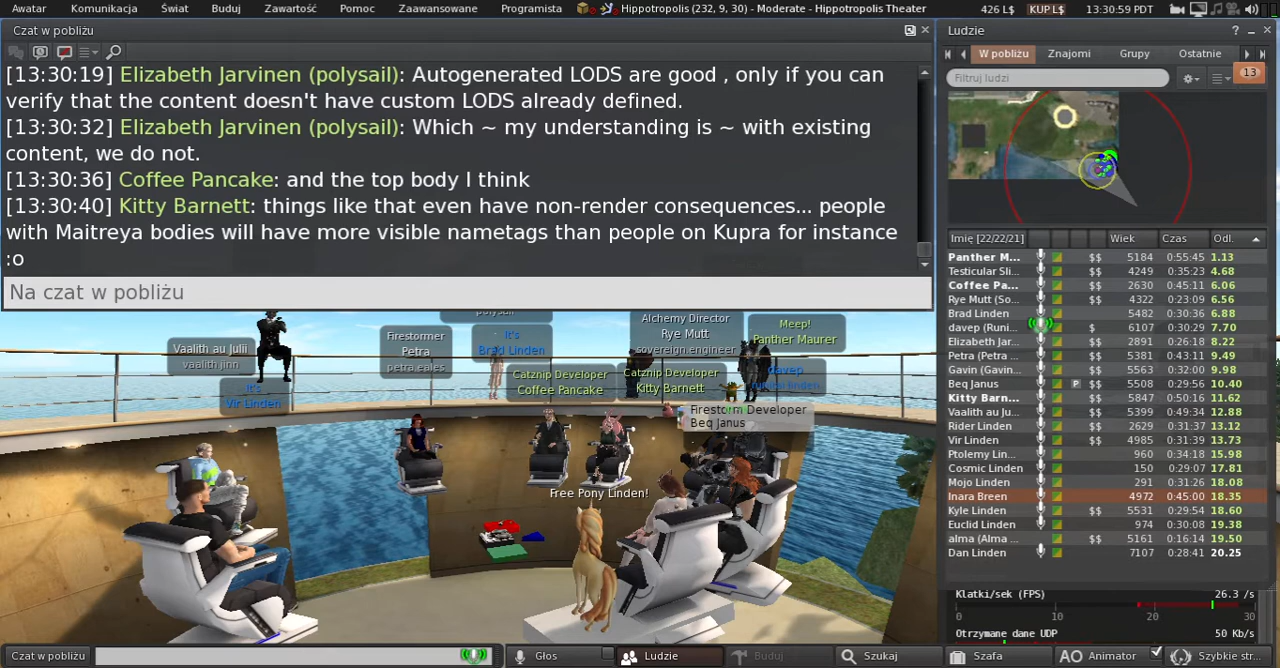 Awatar Komunikacja Świat Buduj Zawartość Pomoc Zaawansowane Programista Hippotropolis (232, 9, 30) - Moderate - Hippotropolis Theater 426 L$ KUP L$ 13:30:59 PDT
Czat w pobliżu
[13:30:19] Elizabeth Jarvinen (polysail): Autogenerated LODS are good , only if you can
verify that the content doesn't have custom LODS already defined.
[13:30:32] Elizabeth Jarvinen (polysail): Which ~ my understanding is ~ with existing
content, we do not.
[13:30:36] Coffee Pancake: and the top body I think
[13:30:40] Kitty Barnett: things like that even have non-render consequences... people
with Maitreya bodies will have more visible nametags than people on Kupra for instance
:o
Na czat w pobliżu
polysail
Vaalith au Julii
vaalith.jinn
It's
Vir Linden
Firestormer
Petra
petra.eales
It's
Brad Linden
Catznip Developer
Coffee Pancake
Alchemy Director
Rye Mutt
sovereign.engineer
Catznip Developer
Kitty Barnett
Meep!
Panther Maurer
davep
Firestorm Developer
Beq Janus
Free Pony Linden!
Ludzie
W pobliżu Znajomi Grupy Ostatnie
Filtruj ludzi
13
Imię [22/22/21] Wiek Czas Odl.
Panther M... $$ 5184 0:55:45 1.13
Testicular Sli... $$ 4249 0:35:23 4.68
Coffee Pa... $$ 2630 0:45:11 6.06
Rye Mutt (So... $$ 4322 0:23:09 6.56
Brad Linden 5482 0:30:36 6.88
davep (Runi... $ 6107 0:30:29 7.70
Elizabeth Jar... 2891 0:26:18 8.22
Petra (Petra ... $$ 5381 0:43:11 9.49
Gavin (Gavin... $$ 5563 0:32:00 9.98
Beq Janus P $$ 5508 0:29:56 10.40
Kitty Barn... $$ 5847 0:50:16 11.62
Vaalith au Ju... $$ 5399 0:49:34 12.88
Rider Linden $$ 2629 0:31:37 13.12
Vir Linden $$ 4985 0:31:39 13.73
Ptolemy Lin... 960 0:34:18 15.98
Cosmic Linden 150 0:29:07 17.81
Mojo Linden 291 0:31:26 18.08
Inara Breen 4972 0:45:00 18.35
Kyle Linden $$ 5531 0:29:54 18.60
Euclid Linden 974 0:30:08 19.38
alma (Alma ... $$ 5161 0:16:14 19.50
Dan Linden 7107 0:28:41 20.25
Klatki/sek (FPS) 26.3 /s
0 10 20 30
Otrzymane dane UDP 50 Kb/s
Czat w pobliżu Głos Ludzie Buduj Szukaj Szafa AO Animator Szybkie str...